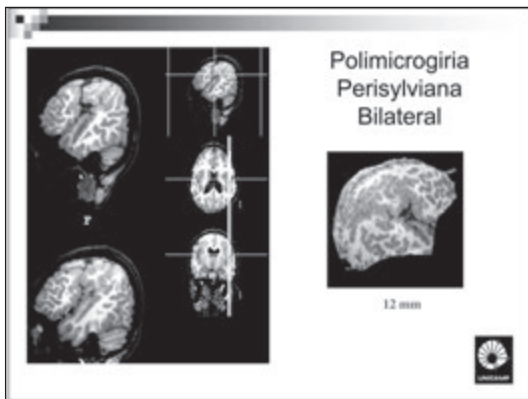 Polimicrogiria
Perisylviana
Bilateral
r
12 mm
UNICAMP